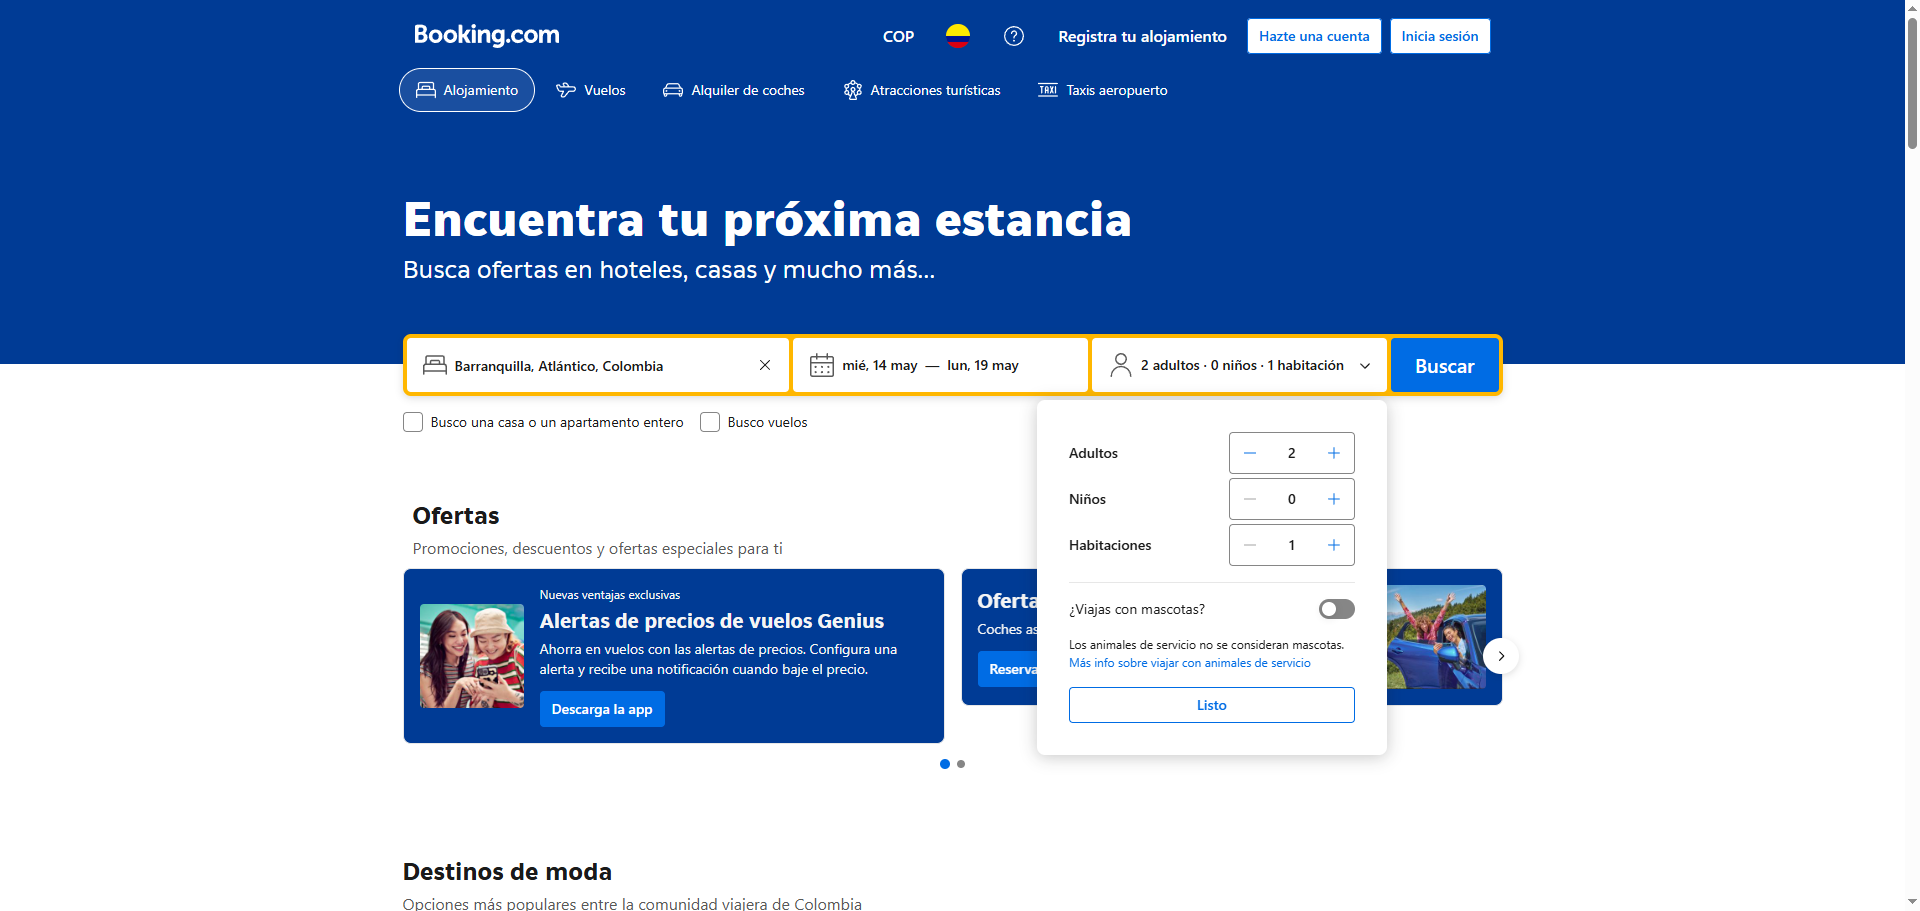 Booking.com
COP
Registra tu alojamiento
Hazte una cuenta
Inicia sesión
Alojamiento
Vuelos
Alquiler de coches
Atracciones turísticas
TAXI Taxis aeropuerto
Encuentra tu próxima estancia
Busca ofertas en hoteles, casas y mucho más...
Barranquilla, Atlántico, Colombia
mié, 14 may — lun, 19 may
2 adultos · 0 niños · 1 habitación
Buscar
Busco una casa o un apartamento entero
Busco vuelos
Adultos
2
Niños
0
Habitaciones
1
¿Viajas con mascotas?
Los animales de servicio no se consideran mascotas.
Más info sobre viajar con animales de servicio
Listo
Ofertas
Promociones, descuentos y ofertas especiales para ti
Nuevas ventajas exclusivas
Alertas de precios de vuelos Genius
Ahorra en vuelos con las alertas de precios. Configura una
alerta y recibe una notificación cuando baje el precio.
Descarga la app
Oferta
Coches as
Reserva
Destinos de moda
Opciones más populares entre la comunidad viajera de Colombia